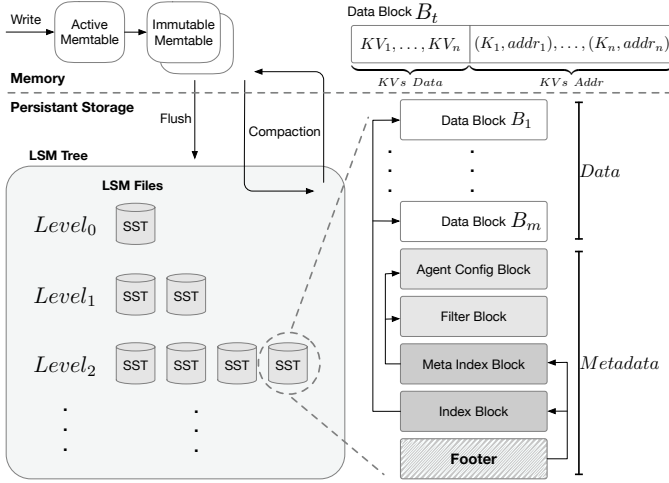 Write
Active
Memtable
Immutable
Memtable
Data Block B_t
KV_1, . . . , KV_n
(K_1, addr_1), . . . , (K_n, addr_n)
KVs Data
KVs Addr
Memory
Persistant Storage
Flush
Compaction
LSM Tree
LSM Files
Level_0
SST
Level_1
SST SST
Level_2
SST SST SST SST
Data Block B_1
Data Block B_m
Data
Agent Config Block
Filter Block
Meta Index Block
Index Block
Footer
Metadata